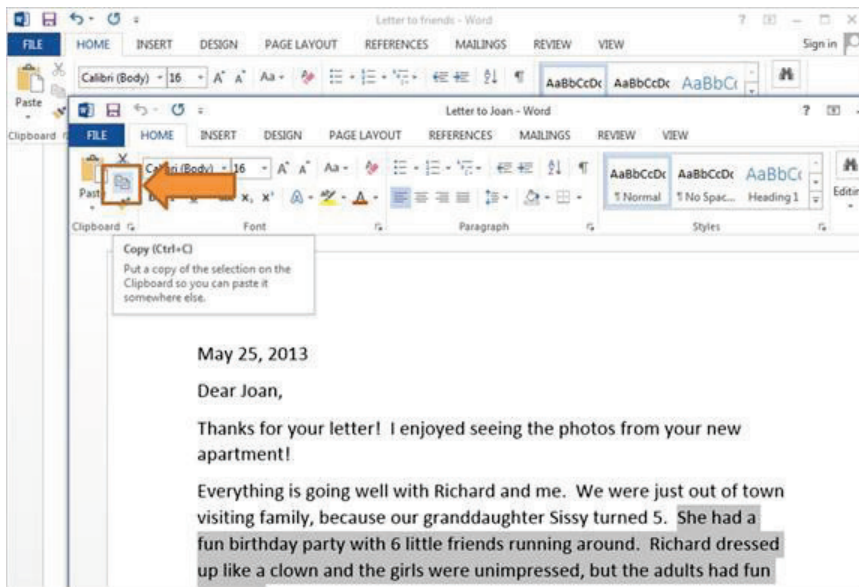 Letter to friends - Word
FILE HOME INSERT DESIGN PAGE LAYOUT REFERENCES MAILINGS REVIEW VIEW Sign in
Calibri (Body) 16 A A Aa AaBbCcDc AaBbCcDc AaBbCc
Paste
Clipboard
Letter to Joan - Word
FILE HOME INSERT DESIGN PAGE LAYOUT REFERENCES MAILINGS REVIEW VIEW
16 A A Aa AaBbCcDc AaBbCcDc AaBbCc
¶ Normal ¶ No Spac... Heading 1
Clipboard Font Paragraph Styles
Copy (Ctrl+C)
Put a copy of the selection on the
Clipboard so you can paste it
somewhere else.
May 25, 2013
Dear Joan,
Thanks for your letter! I enjoyed seeing the photos from your new
apartment!
Everything is going well with Richard and me. We were just out of town
visiting family, because our granddaughter Sissy turned 5. She had a
fun birthday party with 6 little friends running around. Richard dressed
up like a clown and the girls were unimpressed, but the adults had fun